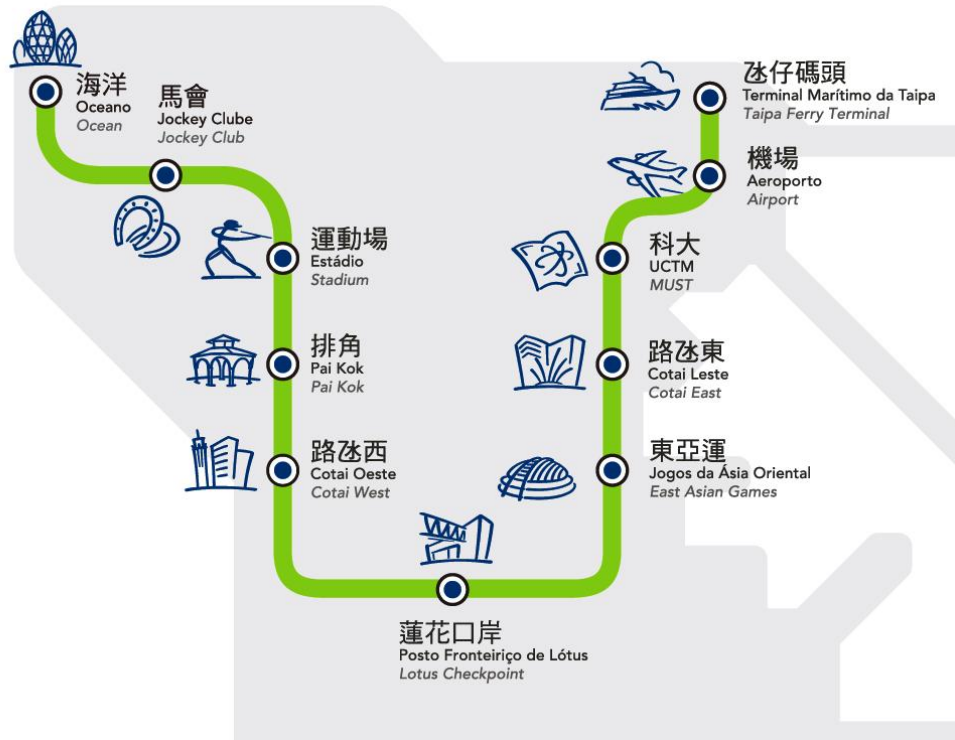 海洋
Oceano
Ocean
馬會
Jockey Clube
Jockey Club
運動場
Estádio
Stadium
排角
Pai Kok
Pai Kok
路氹西
Cotai Oeste
Cotai West
蓮花口岸
Posto Fronteiriço de Lótus
Lotus Checkpoint
東亞運
Jogos da Ásia Oriental
East Asian Games
路氹東
Cotai Leste
Cotai East
科大
UCTM
MUST
機場
Aeroporto
Airport
氹仔碼頭
Terminal Marítimo da Taipa
Taipa Ferry Terminal